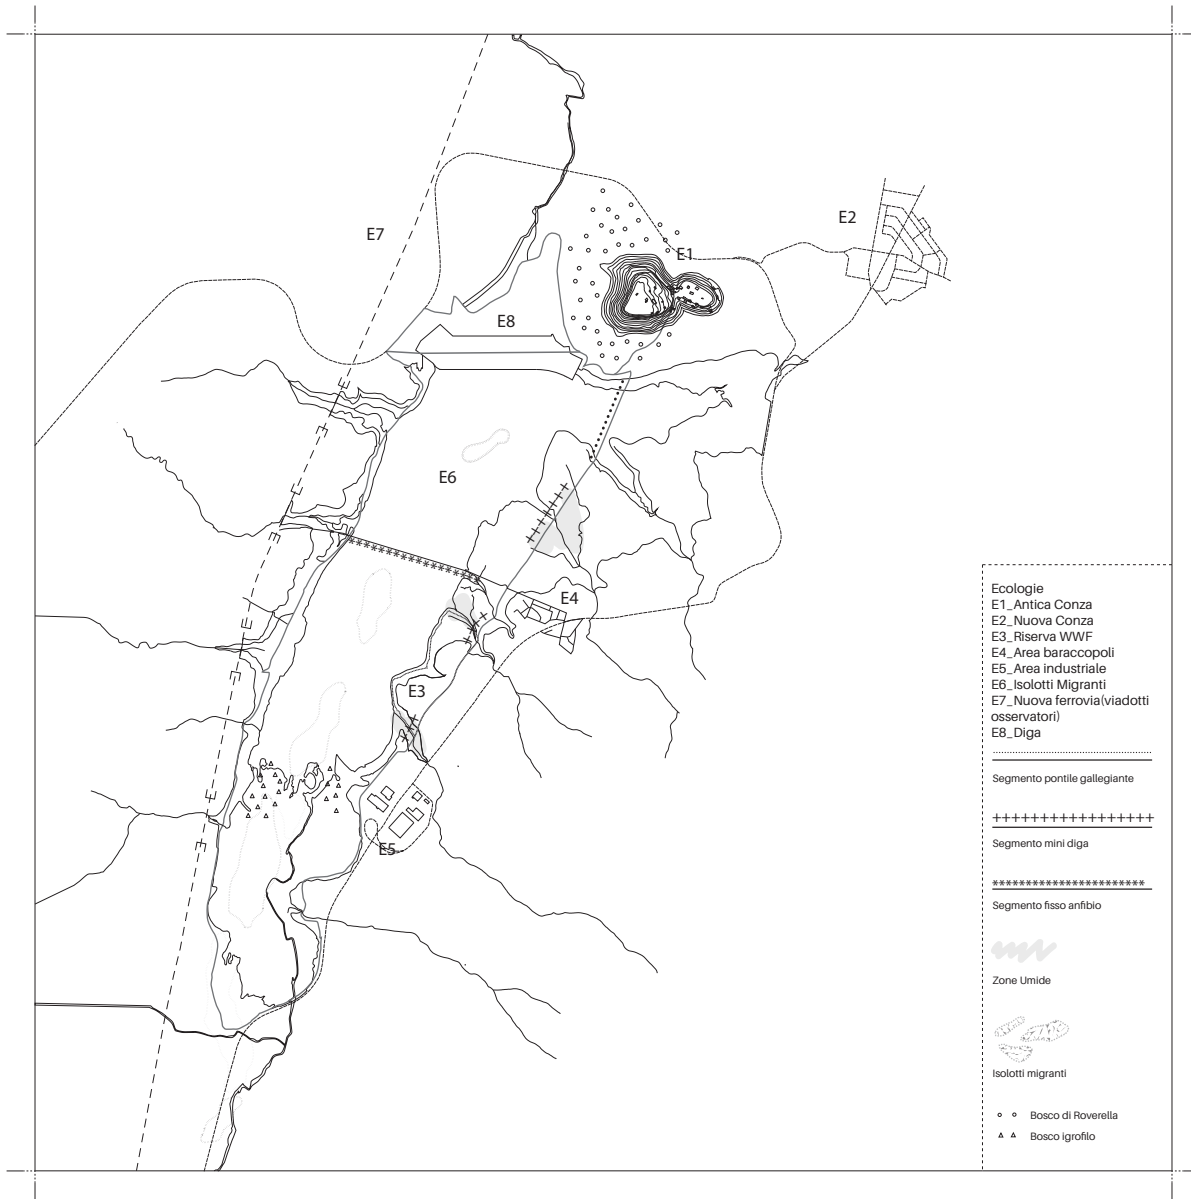 E7
E2
E1
E8
E6
E4
E3
E5
Ecologie
E1_Antica Conza
E2_Nuova Conza
E3_Riserva WWF
E4_Area baraccopoli
E5_Area industriale
E6_Isolotti Migranti
E7_Nuova ferrovia(viadotti
osservatori)
E8_Diga
Segmento pontile gallegiante
Segmento mini diga
Segmento fisso anfibio
Zone Umide
Isolotti migranti
Bosco di Roverella
Bosco igrofilo